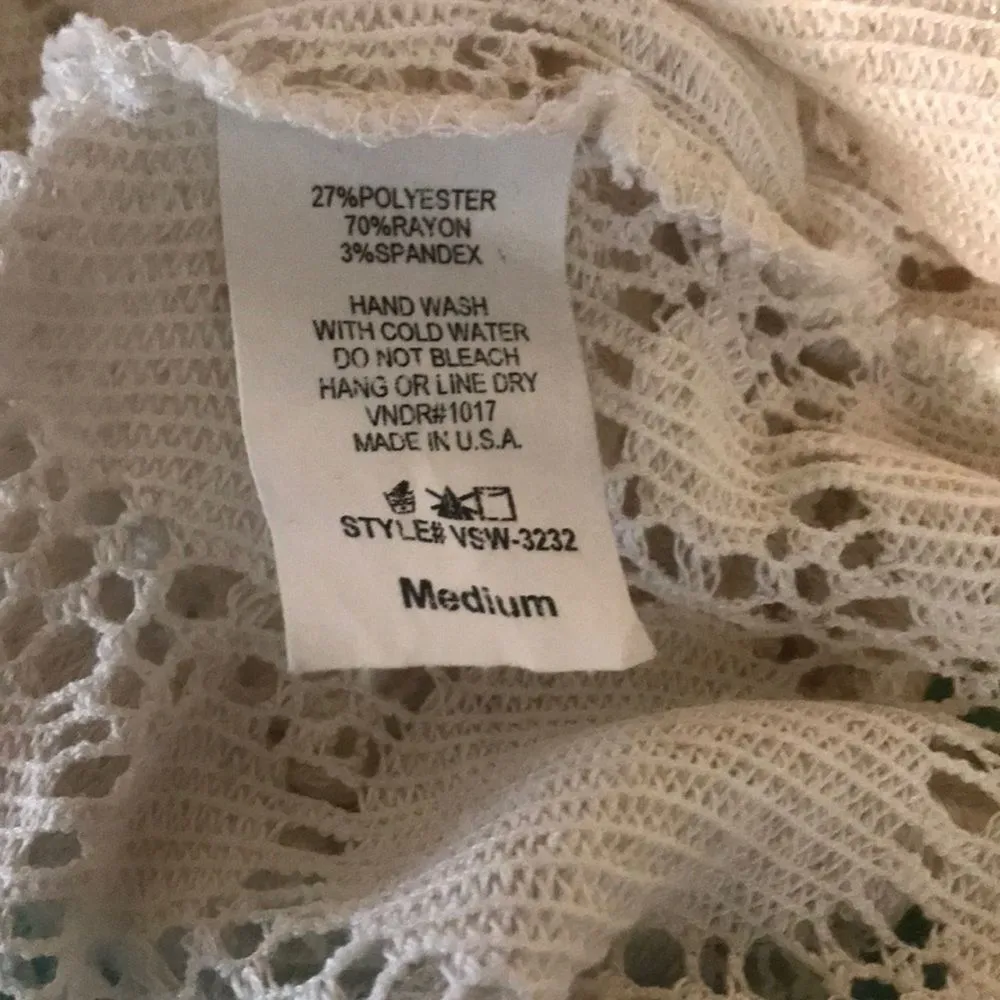 27%POLYESTER
70%RAYON
3%SPANDEX
HAND WASH
WITH COLD WATER
DO NOT BLEACH
HANG OR LINE DRY
VNDR#1017
MADE IN U.S.A.
STYLE# VSW-3232
Medium